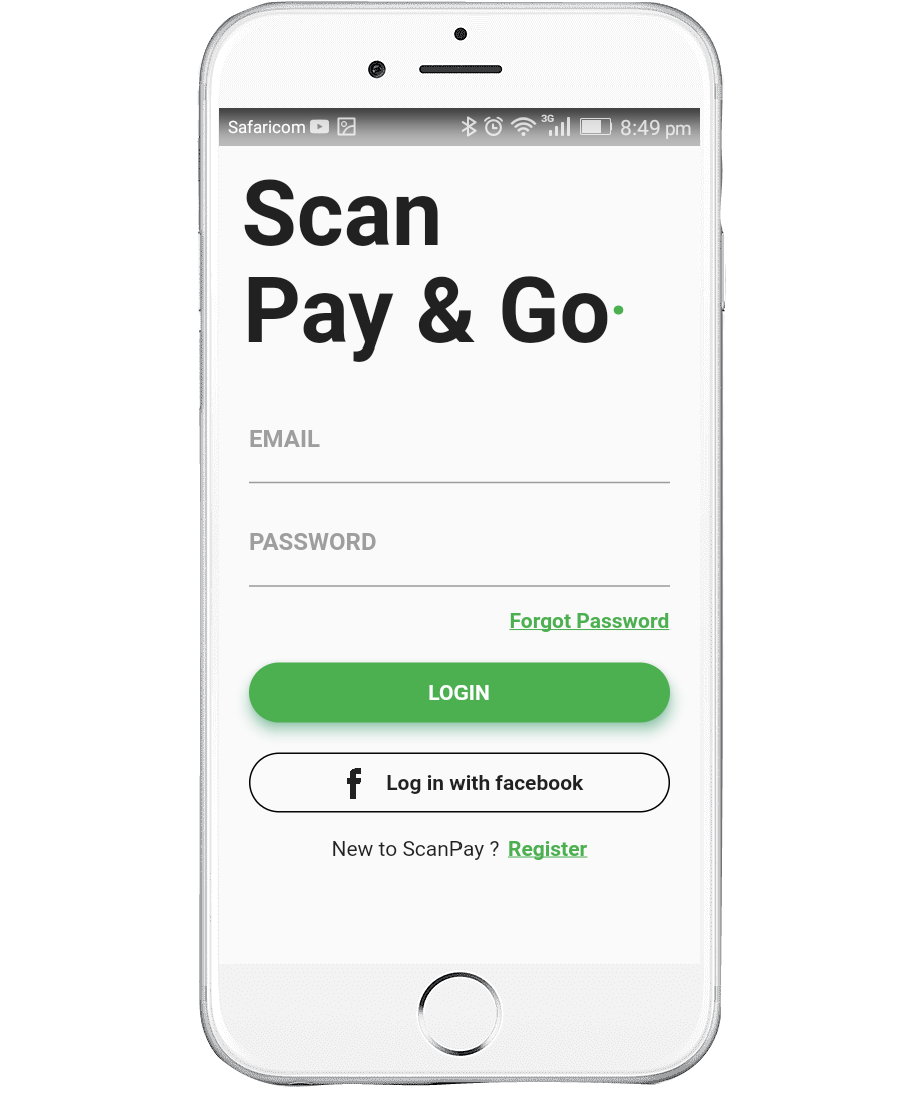 Safaricom 3G 8:49 pm
Scan
Pay & Go
EMAIL
PASSWORD
Forgot Password
LOGIN
f Log in with facebook
New to ScanPay ? Register